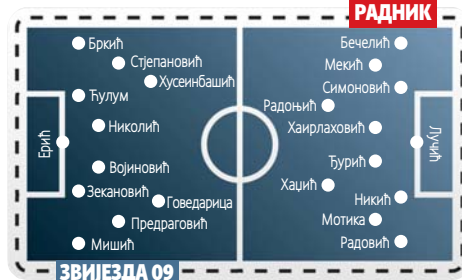 РАДНИК
Бркић
Стјепановић
Хусеинбашић
Ћулум
Николић
Ерић
Војиновић
Зекановић
Говедарица
Предраговић
Мишић
Бечелић
Мекић
Симоновић
Радоњић
Хаирлаховић
Лучић
Ђурић
Хаџић
Никић
Мотика
Радовић
ЗВИЈЕЗДА 09